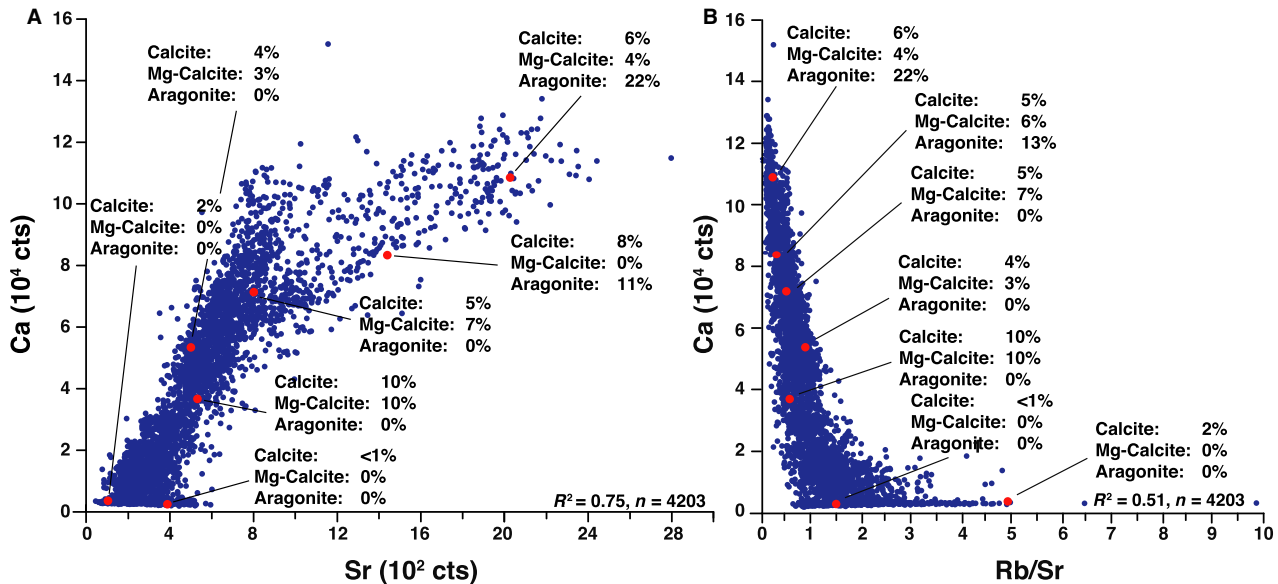 A
16
14
12
10
8
6
4
2
0
Ca (10⁴ cts)
0 4 8 12 16 20 24 28
Sr (10² cts)
Calcite: 4%
Mg-Calcite: 3%
Aragonite: 0%
Calcite: 6%
Mg-Calcite: 4%
Aragonite: 22%
Calcite: 2%
Mg-Calcite: 0%
Aragonite: 0%
Calcite: 8%
Mg-Calcite: 0%
Aragonite: 11%
Calcite: 5%
Mg-Calcite: 7%
Aragonite: 0%
Calcite: 10%
Mg-Calcite: 10%
Aragonite: 0%
Calcite: <1%
Mg-Calcite: 0%
Aragonite: 0%
R² = 0.75, n = 4203
B
16
14
12
10
8
6
4
2
0
Ca (10⁴ cts)
0 1 2 3 4 5 6 7 8 9 10
Rb/Sr
Calcite: 6%
Mg-Calcite: 4%
Aragonite: 22%
Calcite: 5%
Mg-Calcite: 6%
Aragonite: 13%
Calcite: 5%
Mg-Calcite: 7%
Aragonite: 0%
Calcite: 4%
Mg-Calcite: 3%
Aragonite: 0%
Calcite: 10%
Mg-Calcite: 10%
Aragonite: 0%
Calcite: <1%
Mg-Calcite: 0%
Aragonite: 0%
Calcite: 2%
Mg-Calcite: 0%
Aragonite: 0%
R² = 0.51, n = 4203